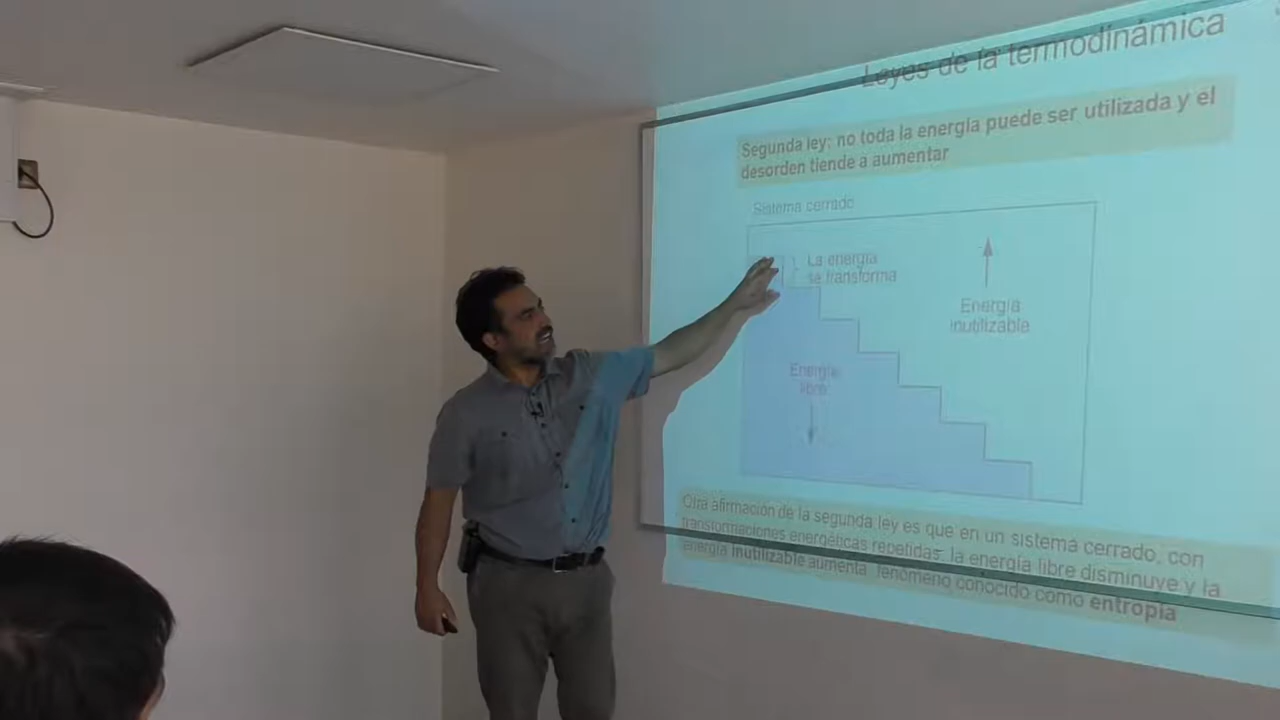 Leyes de la termodinámica
Segunda ley: no toda la energía puede ser utilizada y el
desorden tiende a aumentar
Sistema cerrado
La energía
se transforma
Energía
inutilizable
Energía
libre
Otra afirmación de la segunda ley es que en un sistema cerrado, con
transformaciones energéticas repetidas, la energía libre disminuye y la
energía inutilizable aumenta, fenómeno conocido como entropía